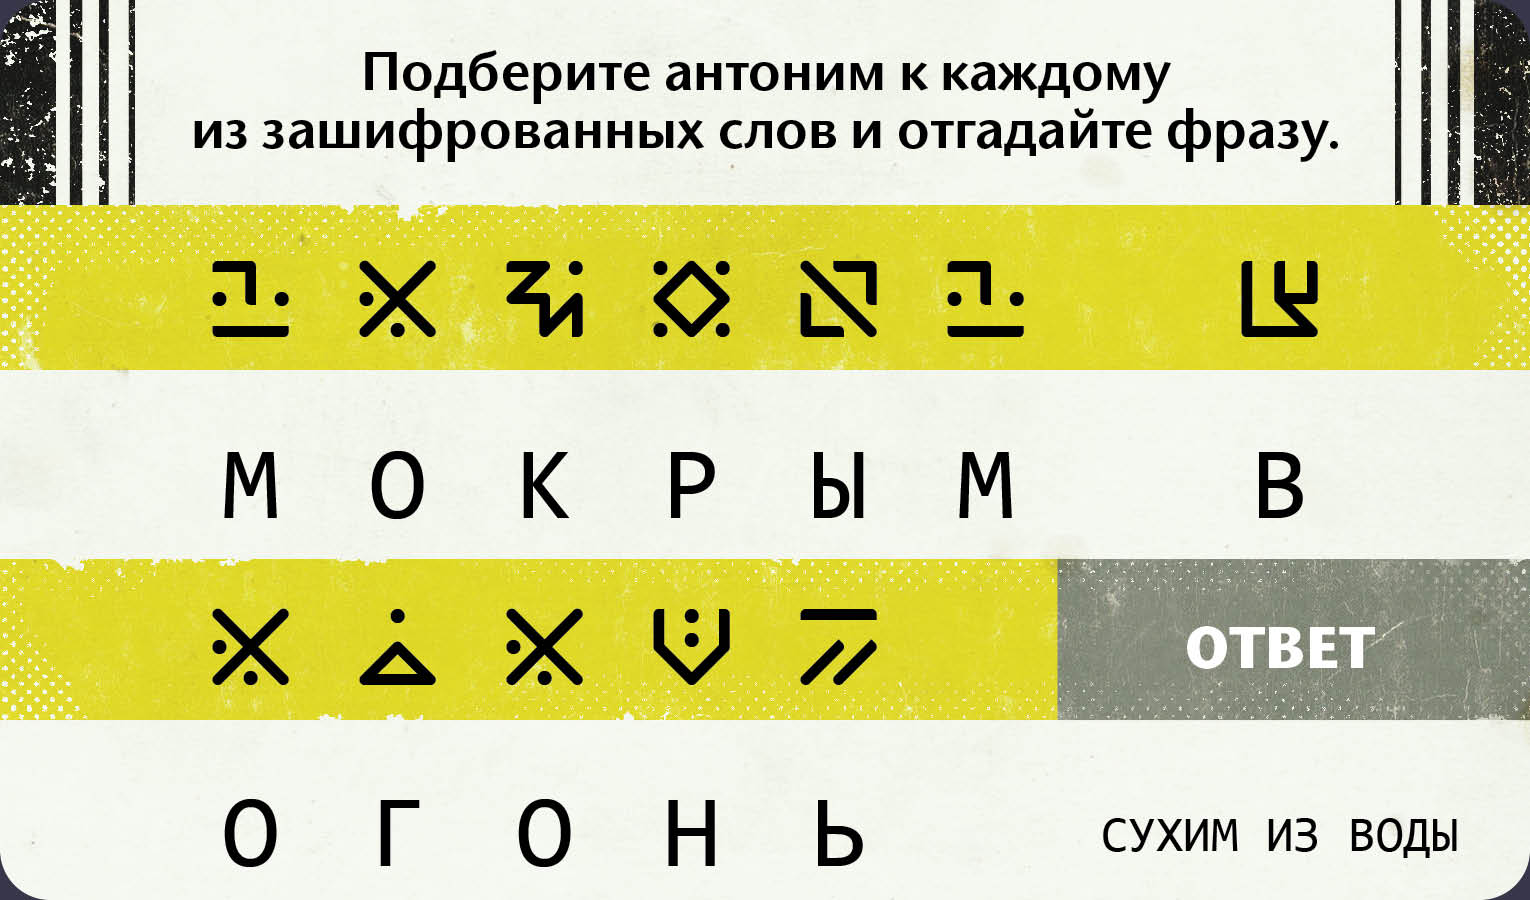 Подберите антоним к каждому
из зашифрованных слов и отгадайте фразу.
М О К Р Ы М В
ОТВЕТ
О Г О Н Ь
СУХИМ ИЗ ВОДЫ